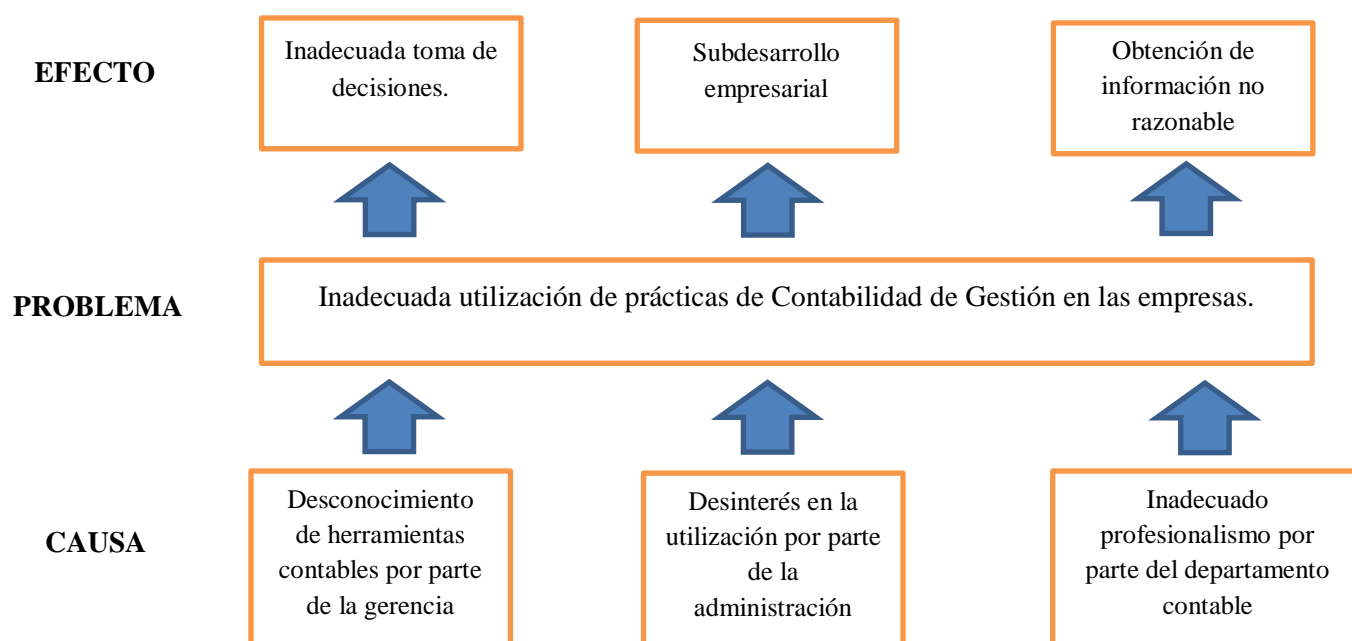 EFECTO
Inadecuada toma de
decisiones.
Subdesarrollo
empresarial
Obtención de
información no
razonable
PROBLEMA
Inadecuada utilización de prácticas de Contabilidad de Gestión en las empresas.
CAUSA
Desconocimiento
de herramientas
contables por parte
de la gerencia
Desinterés en la
utilización por parte
de la
administración
Inadecuado
profesionalismo por
parte del departamento
contable